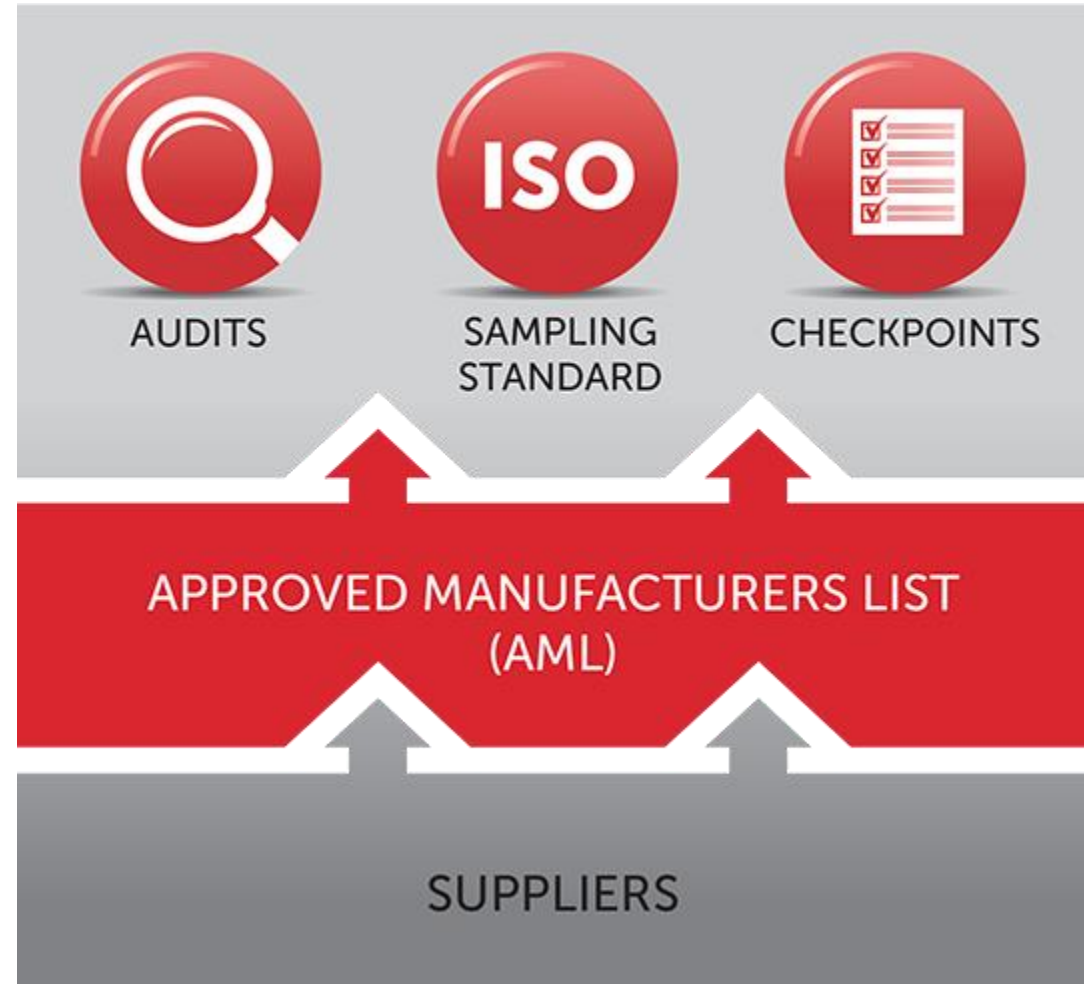 ISO
AUDITS
SAMPLING
STANDARD
CHECKPOINTS
APPROVED MANUFACTURERS LIST
(AML)
SUPPLIERS